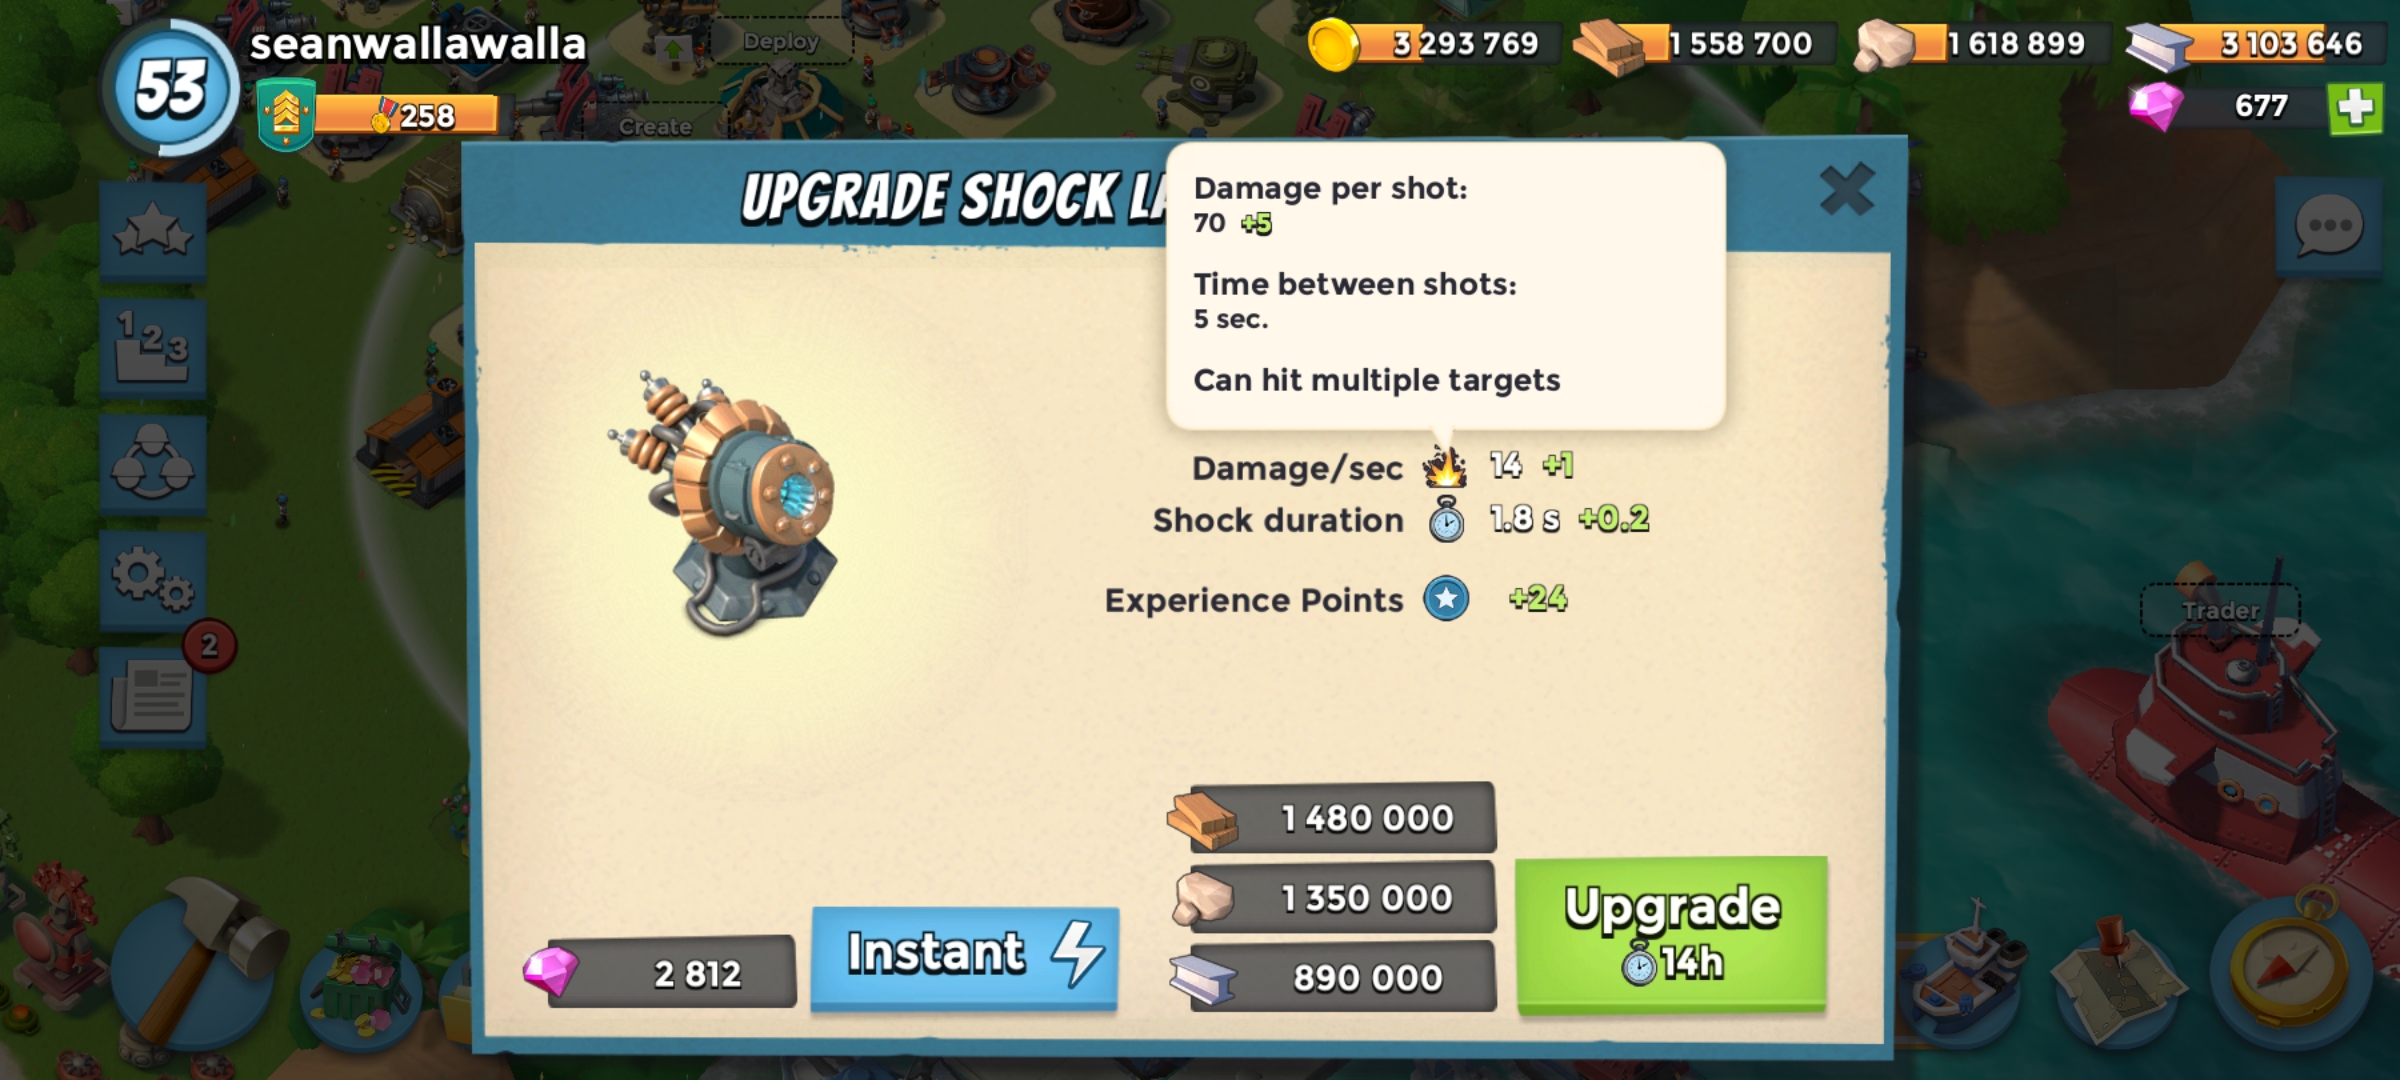 53
seanwallawalla
258
Deploy
Create
3 293 769
1 558 700
1 618 899
3 103 646
677
UPGRADE SHOCK
Damage per shot:
70 +5
Time between shots:
5 sec.
Can hit multiple targets
Damage/sec 14 +1
Shock duration 1.8 s +0.2
Experience Points +24
1 2 3
2
Trader
1 480 000
1 350 000
890 000
2 812
Instant
Upgrade
14h